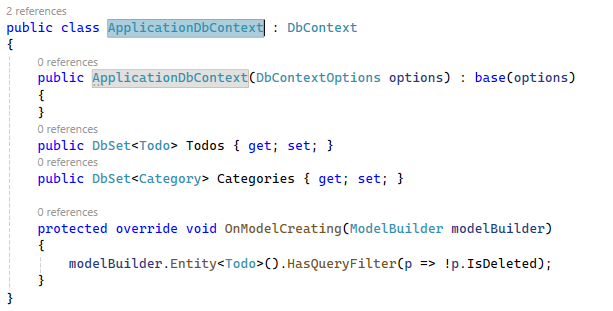 2 references
public class ApplicationDbContext : DbContext
{
0 references
public ApplicationDbContext(DbContextOptions options) : base(options)
{
}
0 references
public DbSet<Todo> Todos { get; set; }
0 references
public DbSet<Category> Categories { get; set; }
0 references
protected override void OnModelCreating(ModelBuilder modelBuilder)
{
modelBuilder.Entity<Todo>().HasQueryFilter(p => !p.IsDeleted);
}
}